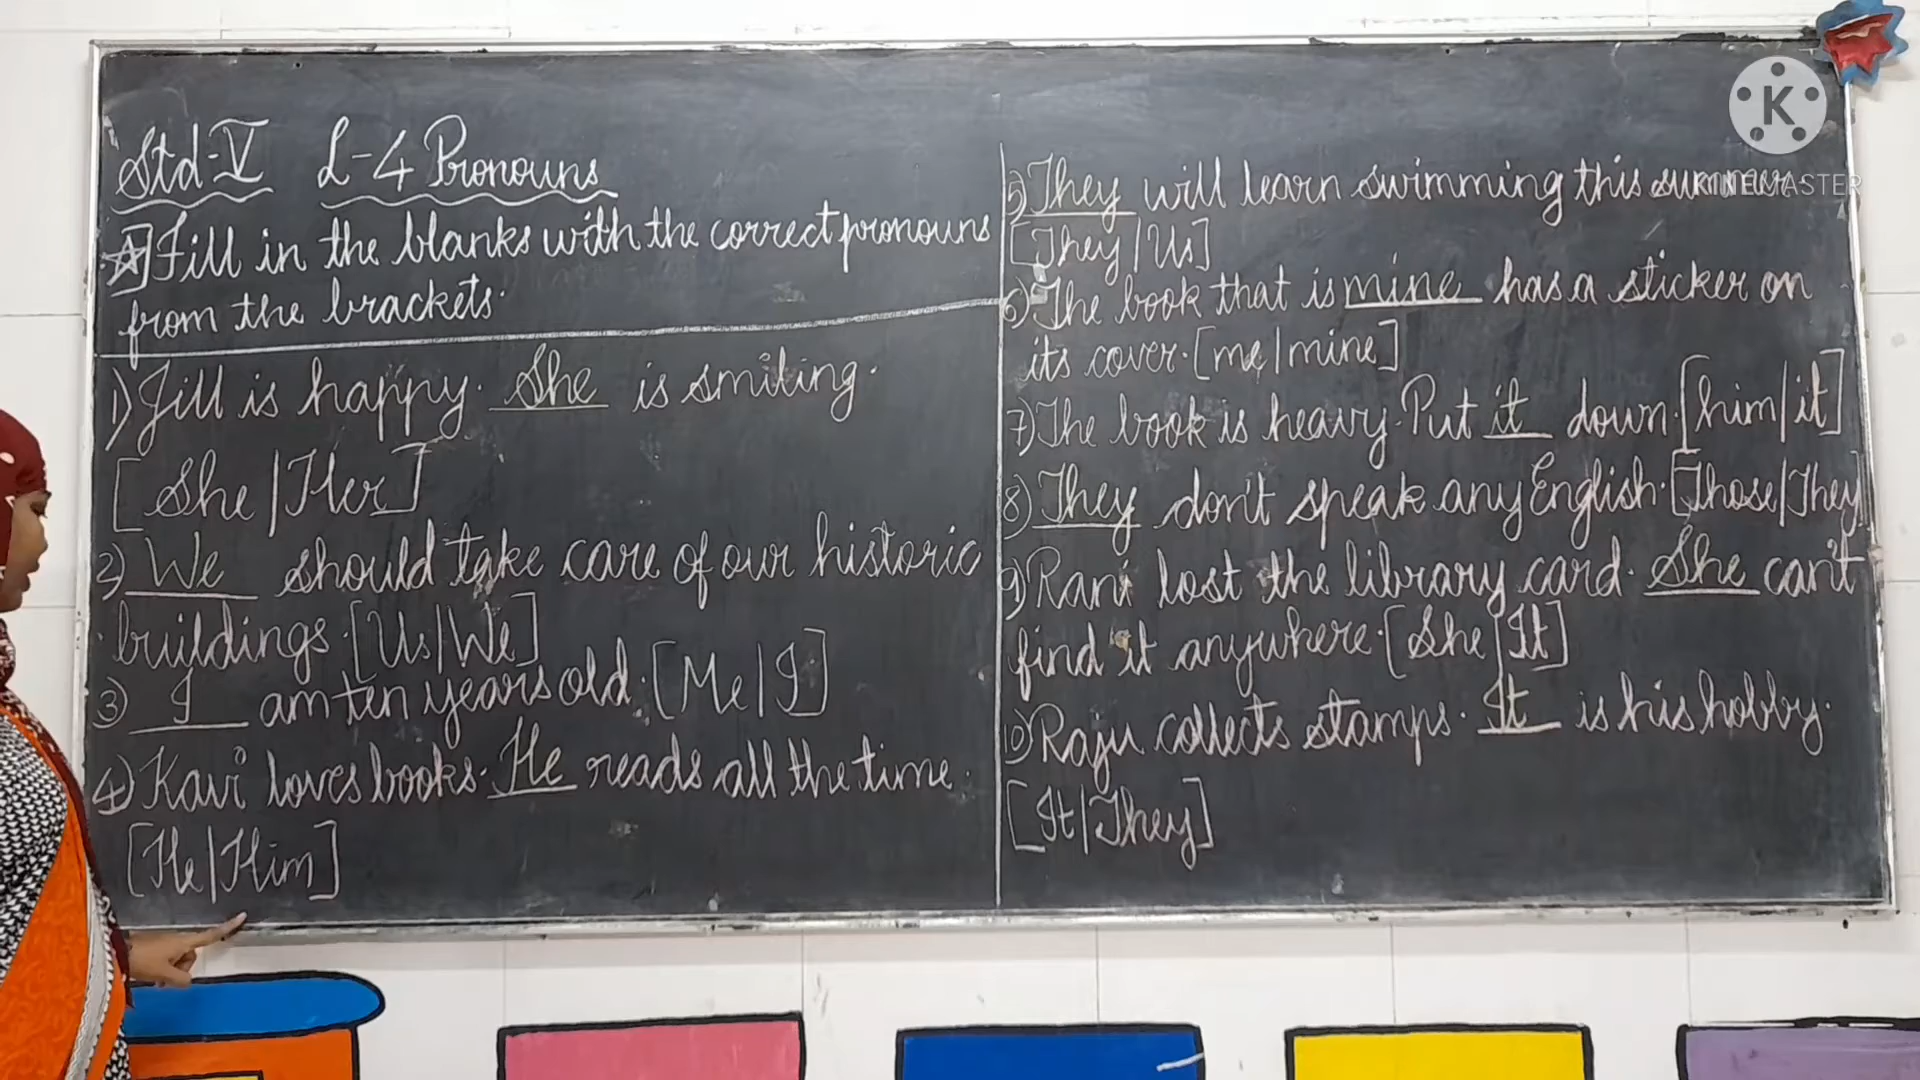 Std-V L-4 Pronouns
A] Fill in the blanks with the correct pronouns
from the brackets.
1) Jill is happy. She is smiling.
[She/Her]
2) We should take care of our historic
buildings. [Us/We]
3) I am ten years old. [Me/I]
4) Kavi loves books. He reads all the time.
[He/Him]
5) They will learn swimming this summer.
[They/Us]
6) The book that is mine has a sticker on
its cover. [me/mine]
7) The book is heavy. Put it down. [him/it]
8) They don't speak any English. [Those/They]
9) Rani lost the library card. She can't
find it anywhere. [She/It]
10) Raju collects stamps. It is his hobby.
[It/They]
K
KINEMASTER